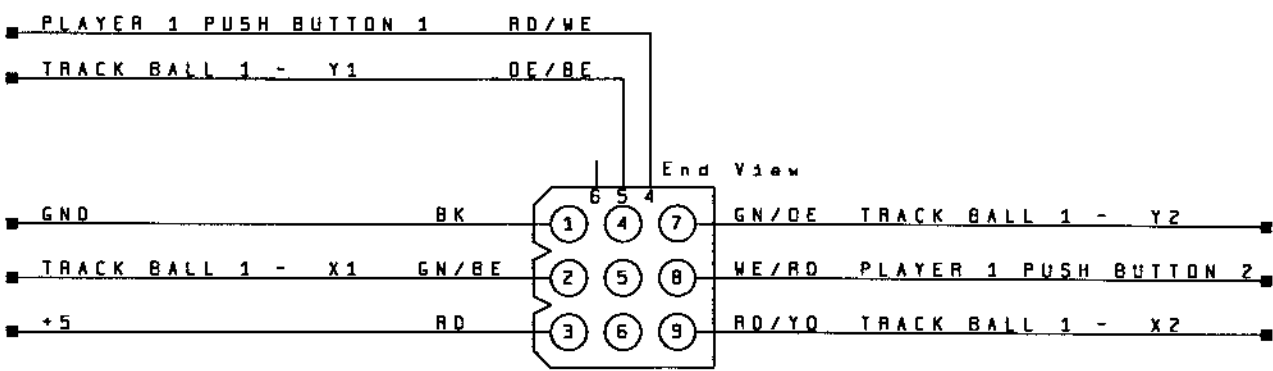 PLAYER 1 PUSH BUTTON 1 RD/WE
TRACK BALL 1 - Y1 OE/BE
End View
6 5 4
GND BK 1 4 7 GN/OE TRACK BALL 1 - Y2
TRACK BALL 1 - X1 GN/BE 2 5 8 WE/RD PLAYER 1 PUSH BUTTON 2
+5 RD 3 6 9 RD/YO TRACK BALL 1 - X2